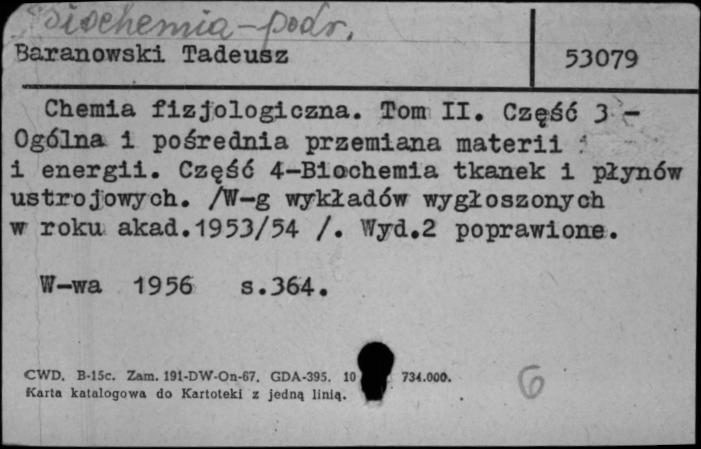 Biochemia - podr.
Baranowski Tadeusz
53079
Chemia fizjologiczna. Tom II. Część 3 -
Ogólna i pośrednia przemiana materii
i energii. Część 4-Biochemia tkanek i płynów
ustrojowych. /W-g wykładów wygłoszonych
w roku akad.1953/54 /. Wyd.2 poprawione.
W-wa 1956 s.364.
CWD. B-15c. Zam. 191-DW-On-67. GDA-395. 10 734.000.
Karta katalogowa do Kartoteki z jedną linią.
6